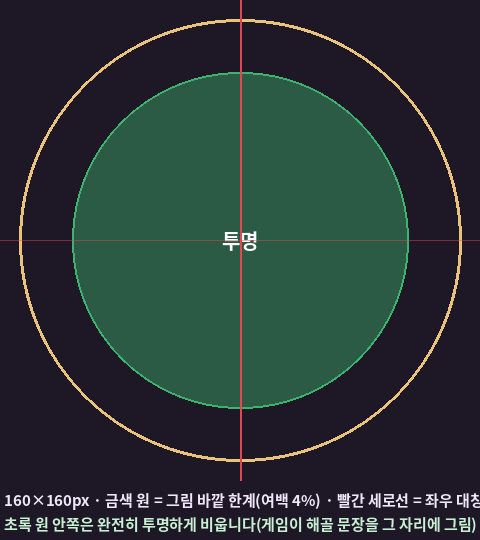 투명
160×160px · 금색 원 = 그림 바깥 한계(여백 4%) · 빨간 세로선 = 좌우 대칭
초록 원 안쪽은 완전히 투명하게 비웁니다(게임이 해골 문장을 그 자리에 그림)